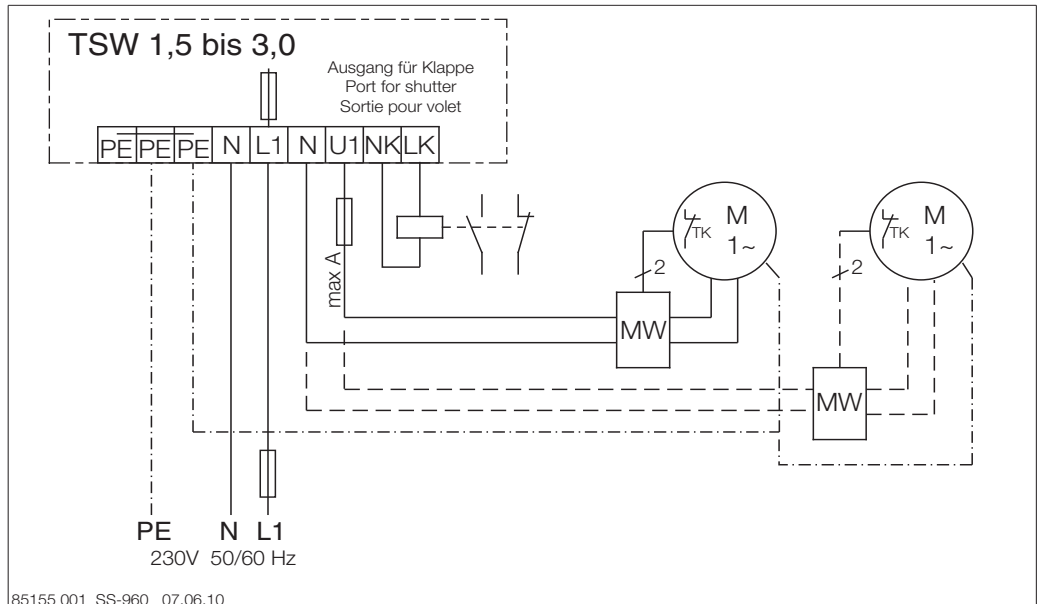 TSW 1,5 bis 3,0
Ausgang für Klappe
Port for shutter
Sortie pour volet
PE PE PE N L1 N U1 NK LK
max A
TK M 1~
TK M 1~
2
2
MW
MW
PE N L1
230V 50/60 Hz
85155 001 SS-960 07.06.10